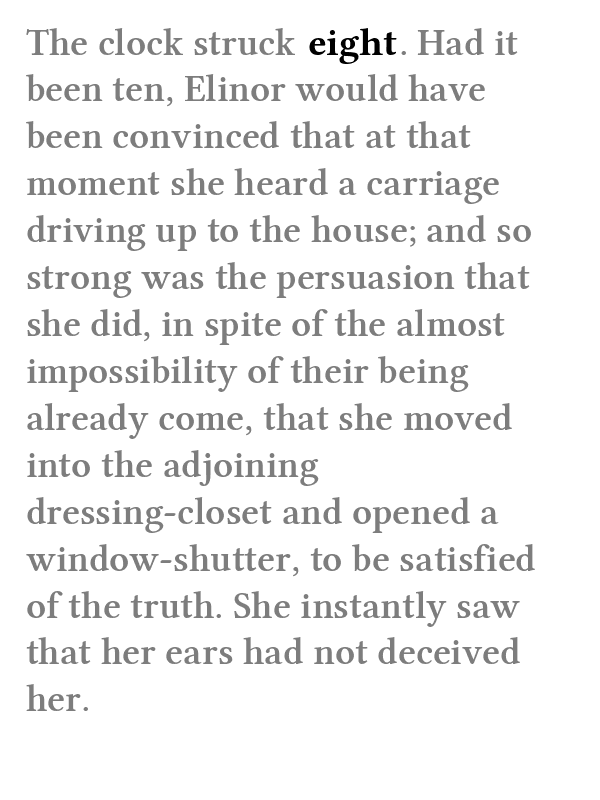 The clock struck eight. Had it
been ten, Elinor would have
been convinced that at that
moment she heard a carriage
driving up to the house; and so
strong was the persuasion that
she did, in spite of the almost
impossibility of their being
already come, that she moved
into the adjoining
dressing-closet and opened a
window-shutter, to be satisfied
of the truth. She instantly saw
that her ears had not deceived
her.